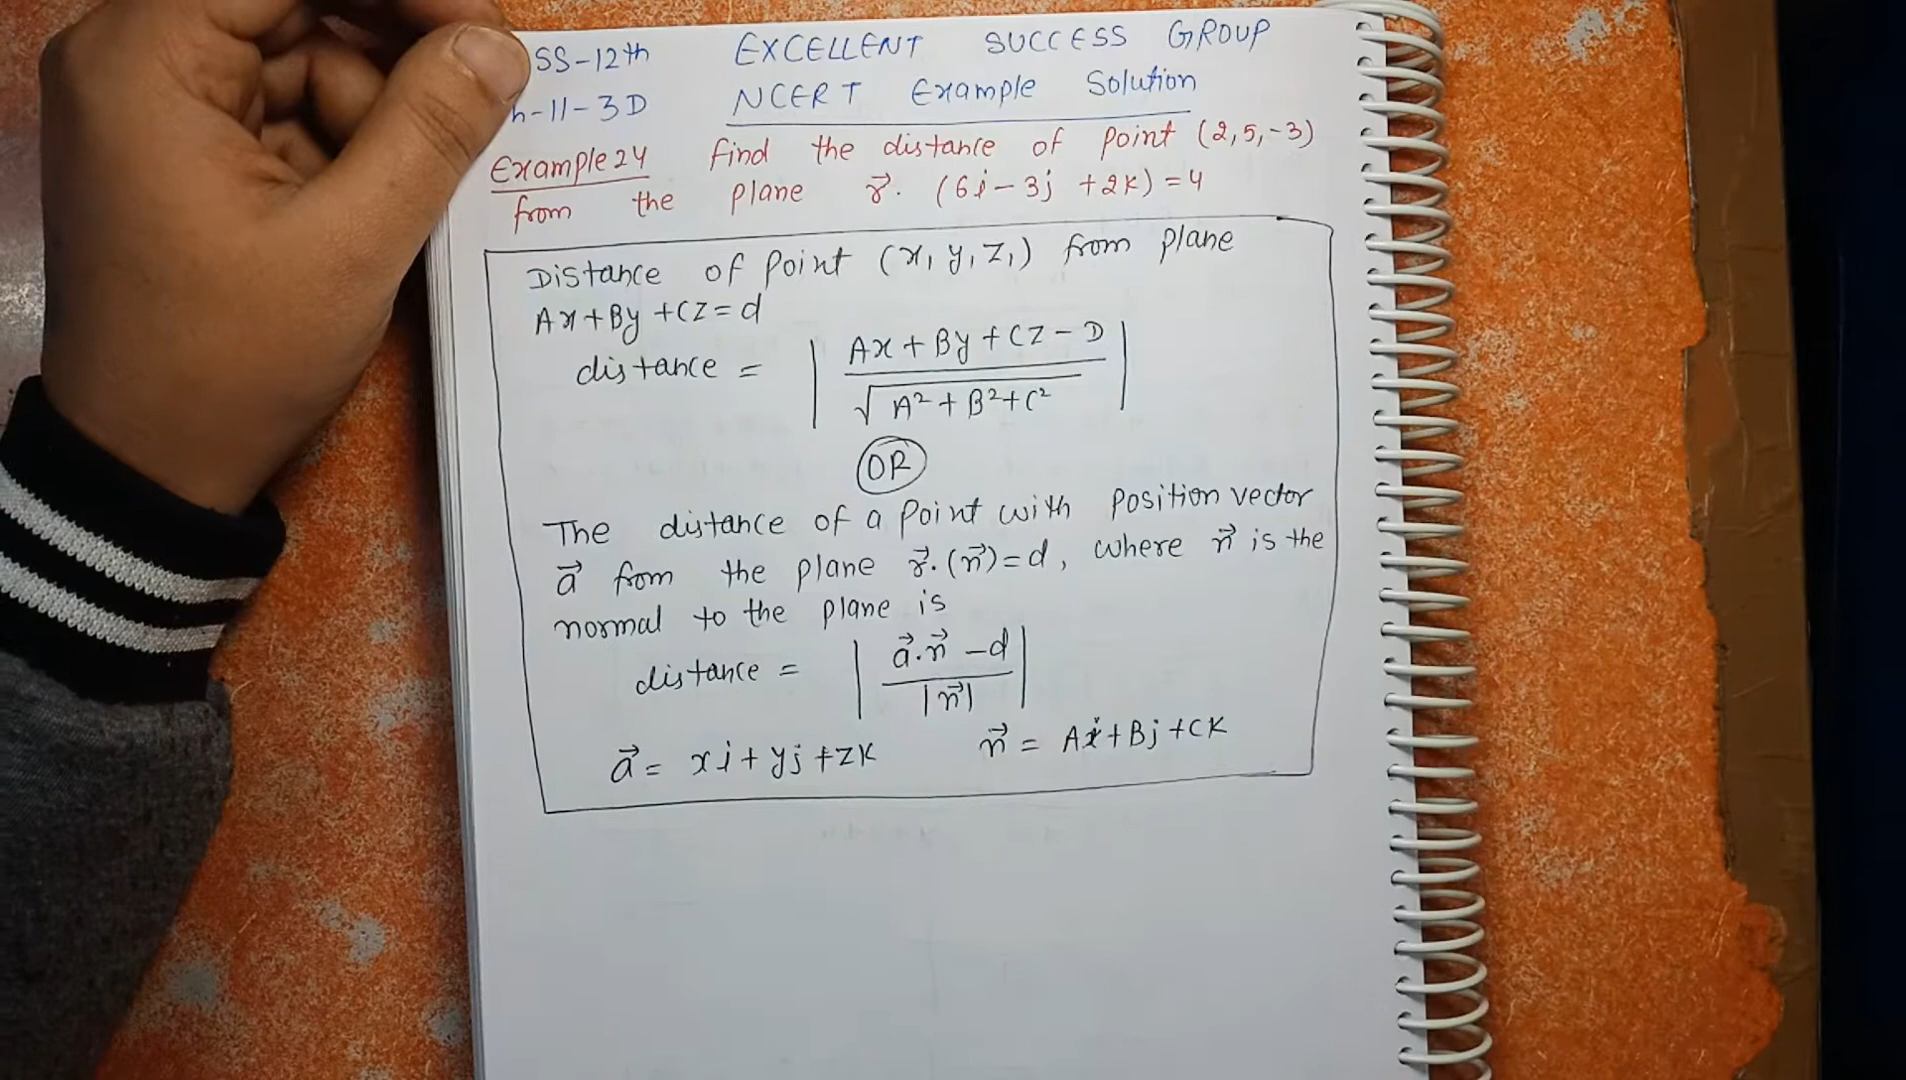 SS-12th EXCELLENT SUCCESS GROUP
h-11-3D NCERT Example Solution
Example 24 find the distance of point (2,5,-3)
from the plane r⃗. (6i-3j+2k)=4
Distance of point (x₁ y₁ z₁) from plane
Ax+By+cz=d
distance = | Ax+By+cz-D / √A²+B²+c² |
OR
The distance of a point with position vector
a⃗ from the plane r⃗.(n⃗)=d, where n⃗ is the
normal to the plane is
distance = | a⃗.n⃗ -d / |n⃗| |
a⃗ = xi+yj+zk n⃗ = Ai+Bj+ck